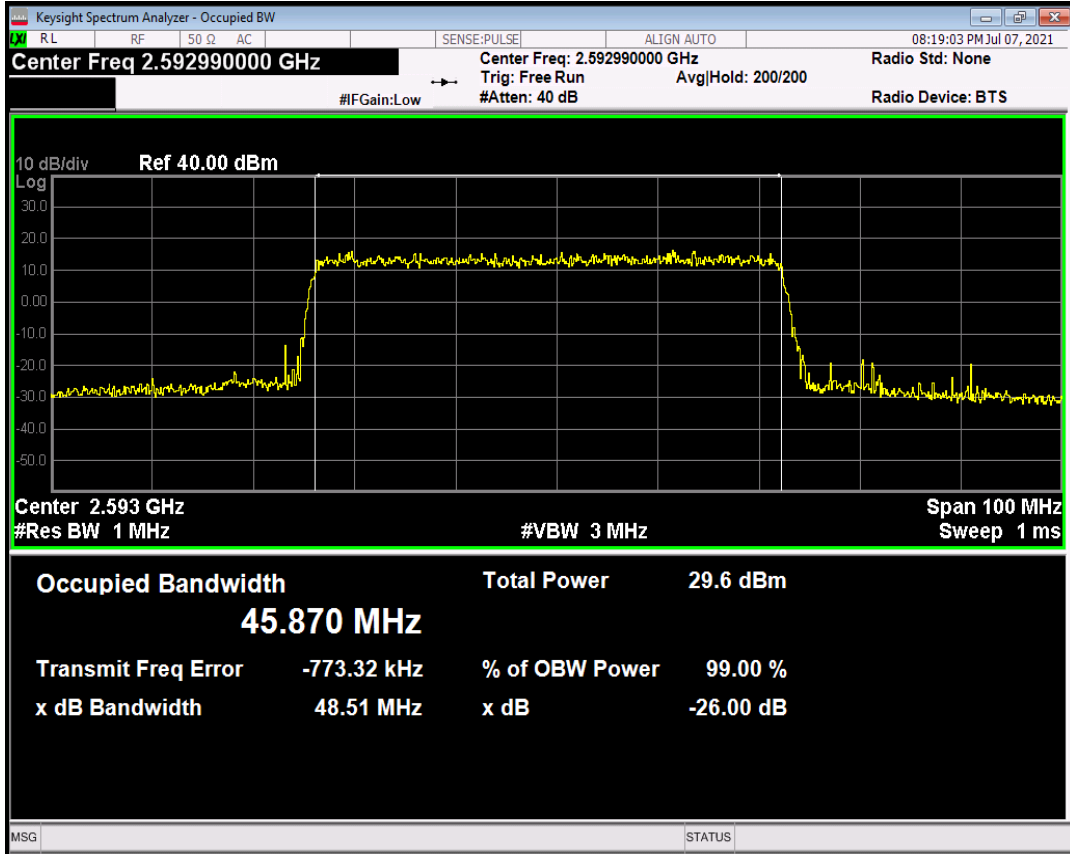 Keysight Spectrum Analyzer - Occupied BW
LXI RL RF 50 Ω AC SENSE:PULSE ALIGN AUTO 08:19:03 PM Jul 07, 2021
Center Freq 2.592990000 GHz
Center Freq: 2.592990000 GHz Radio Std: None
Trig: Free Run Avg|Hold: 200/200
#IFGain:Low #Atten: 40 dB Radio Device: BTS
10 dB/div Ref 40.00 dBm
Log
30.0
20.0
10.0
0.00
-10.0
-20.0
-30.0
-40.0
-50.0
Center 2.593 GHz Span 100 MHz
#Res BW 1 MHz #VBW 3 MHz Sweep 1 ms
Occupied Bandwidth Total Power 29.6 dBm
45.870 MHz
Transmit Freq Error -773.32 kHz % of OBW Power 99.00 %
x dB Bandwidth 48.51 MHz x dB -26.00 dB
MSG STATUS